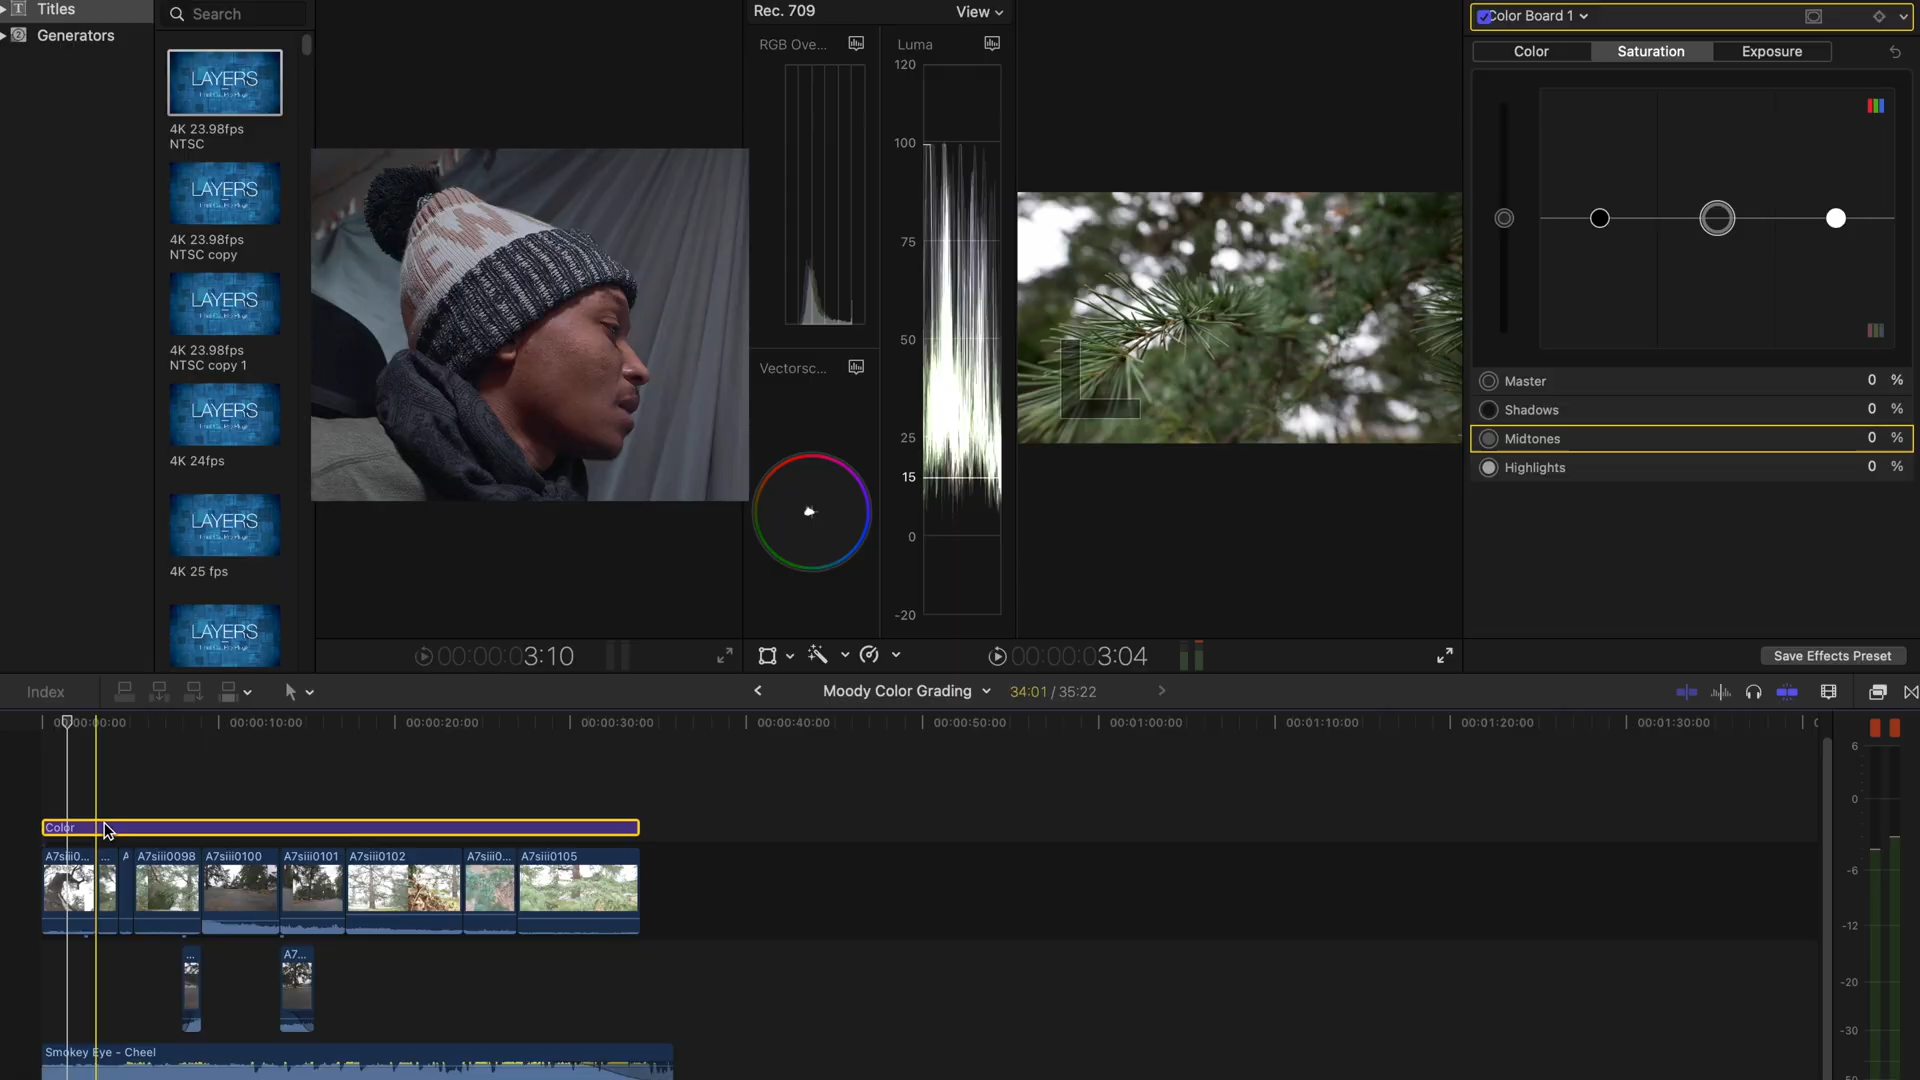 Titles
Generators
Search
LAYERS
4K 23.98fps
NTSC
LAYERS
4K 23.98fps
NTSC copy
LAYERS
4K 23.98fps
NTSC copy 1
LAYERS
4K 24fps
LAYERS
4K 25 fps
LAYERS
Rec. 709
View
RGB Ove...
Luma
120
100
75
50
25
15
0
-20
Vectorsc...
00:00:03:10
00:00:03:04
Color Board 1
Color Saturation Exposure
Master 0 %
Shadows 0 %
Midtones 0 %
Highlights 0 %
Save Effects Preset
Index
Moody Color Grading
34:01 / 35:22
00:00:10:00 00:00:20:00 00:00:30:00 00:00:40:00 00:00:50:00 00:01:00:00 00:01:10:00 00:01:20:00 00:01:30:00
Color
A7siii0... ... A A7siii0098 A7siii0100 A7siii0101 A7siii0102 A7siii0... A7siii0105
... A7...
Smokey Eye - Cheel
6
0
-6
-12
-20
-30